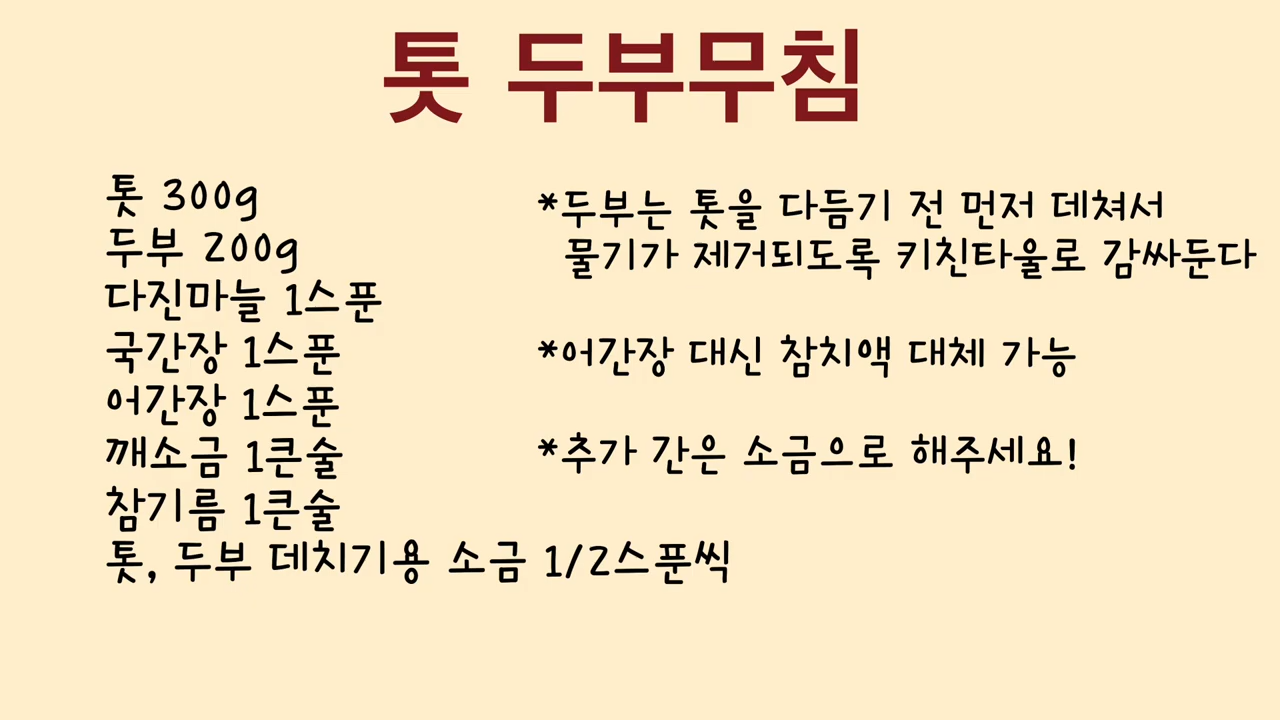 톳 두부무침
톳 300g
두부 200g
다진마늘 1스푼
국간장 1스푼
어간장 1스푼
깨소금 1큰술
참기름 1큰술
톳, 두부 데치기용 소금 1/2스푼씩
*두부는 톳을 다듬기 전 먼저 데쳐서
물기가 제거되도록 키친타울로 감싸둔다
*어간장 대신 참치액 대체 가능
*추가 간은 소금으로 해주세요!